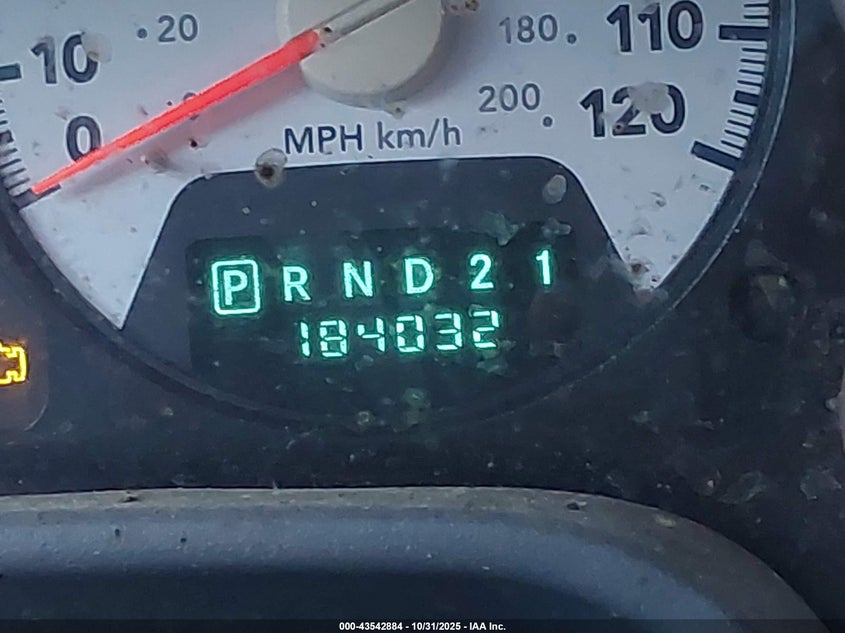 10 20 180 110
0 200 120
MPH km/h
P R N D 2 1
184032
000-43542884 - 10/31/2025 - IAA Inc.